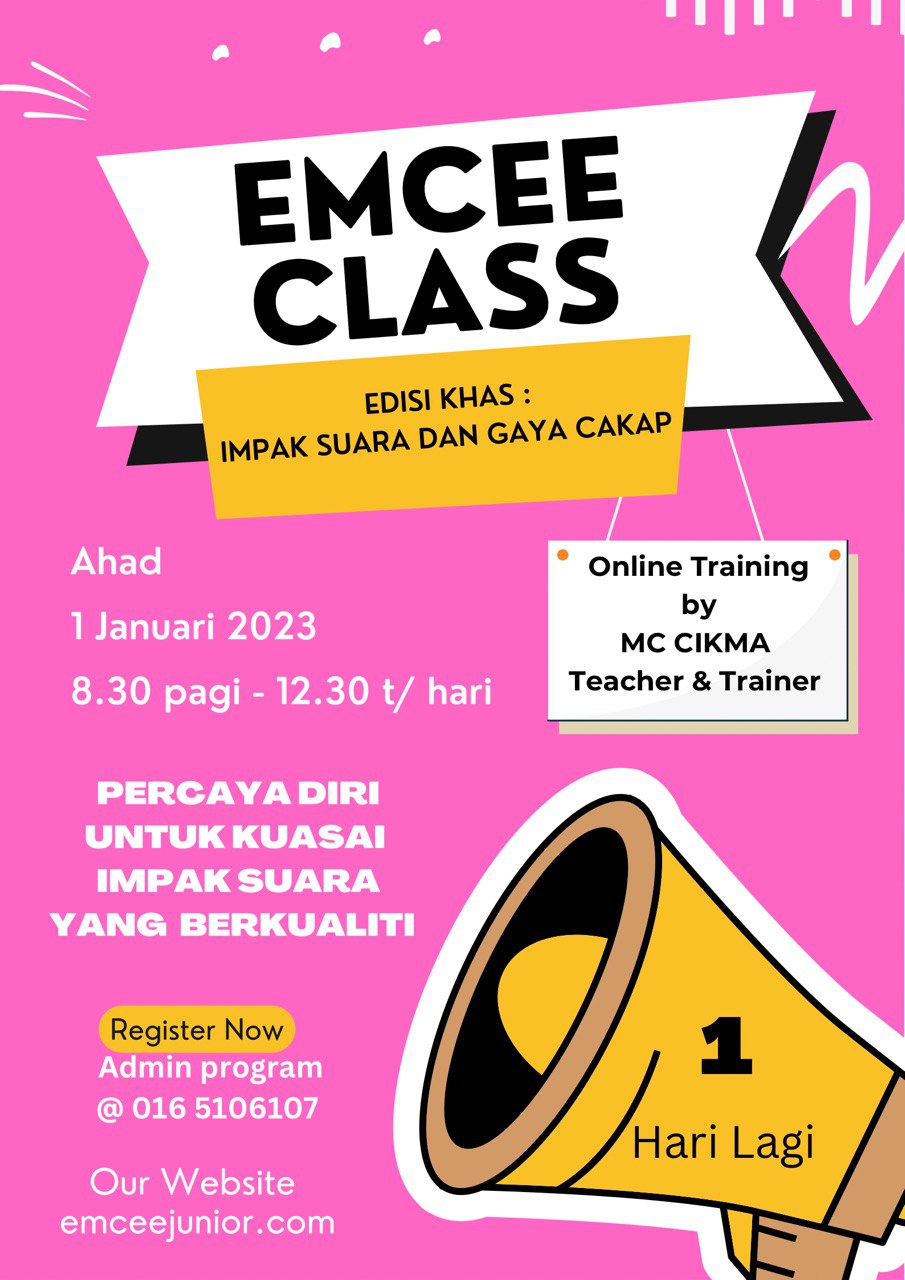 EMCEE
CLASS
EDISI KHAS :
IMPAK SUARA DAN GAYA CAKAP
Ahad
1 Januari 2023
8.30 pagi - 12.30 t/ hari
Online Training
by
MC CIKMA
Teacher & Trainer
PERCAYA DIRI
UNTUK KUASAI
IMPAK SUARA
YANG BERKUALITI
Register Now
Admin program
@ 016 5106107
Our Website
emceejunior.com
1
Hari Lagi